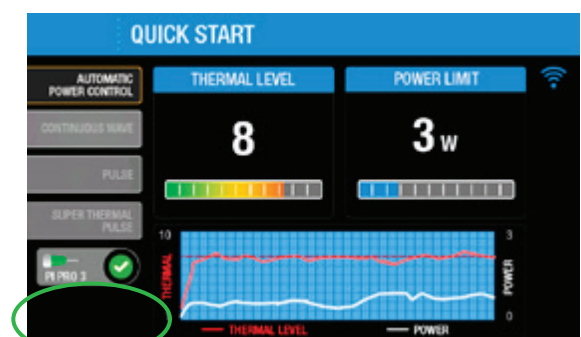 QUICK START
AUTOMATIC
POWER CONTROL
CONTINUOUS WAVE
PULSE
SUPER THERMAL
PULSE
PI PRO 3
THERMAL LEVEL
8
POWER LIMIT
3 W
10
THERMAL
3
POWER
0
THERMAL LEVEL
POWER